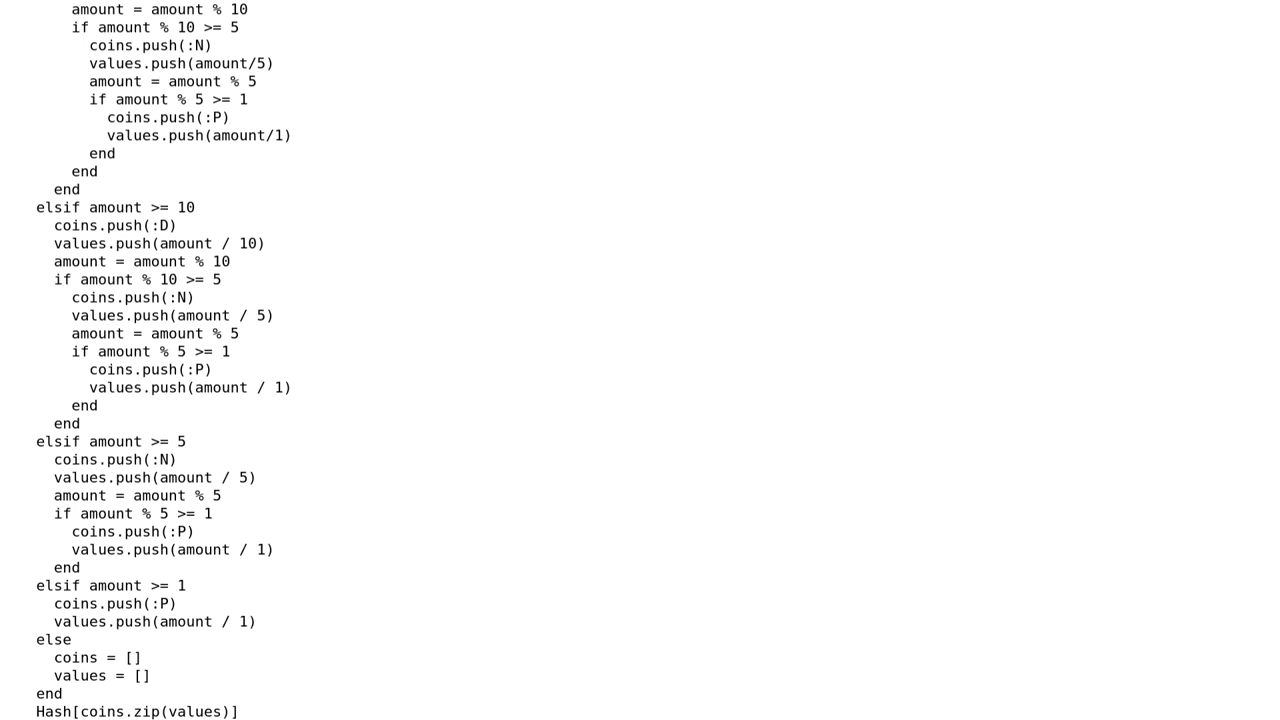 amount = amount % 10
    if amount % 10 >= 5
      coins.push(:N)
      values.push(amount/5)
      amount = amount % 5
      if amount % 5 >= 1
        coins.push(:P)
        values.push(amount/1)
      end
    end
  end
elsif amount >= 10
  coins.push(:D)
  values.push(amount / 10)
  amount = amount % 10
  if amount % 10 >= 5
    coins.push(:N)
    values.push(amount / 5)
    amount = amount % 5
    if amount % 5 >= 1
      coins.push(:P)
      values.push(amount / 1)
    end
  end
elsif amount >= 5
  coins.push(:N)
  values.push(amount / 5)
  amount = amount % 5
  if amount % 5 >= 1
    coins.push(:P)
    values.push(amount / 1)
  end
elsif amount >= 1
  coins.push(:P)
  values.push(amount / 1)
else
  coins = []
  values = []
end
Hash[coins.zip(values)]